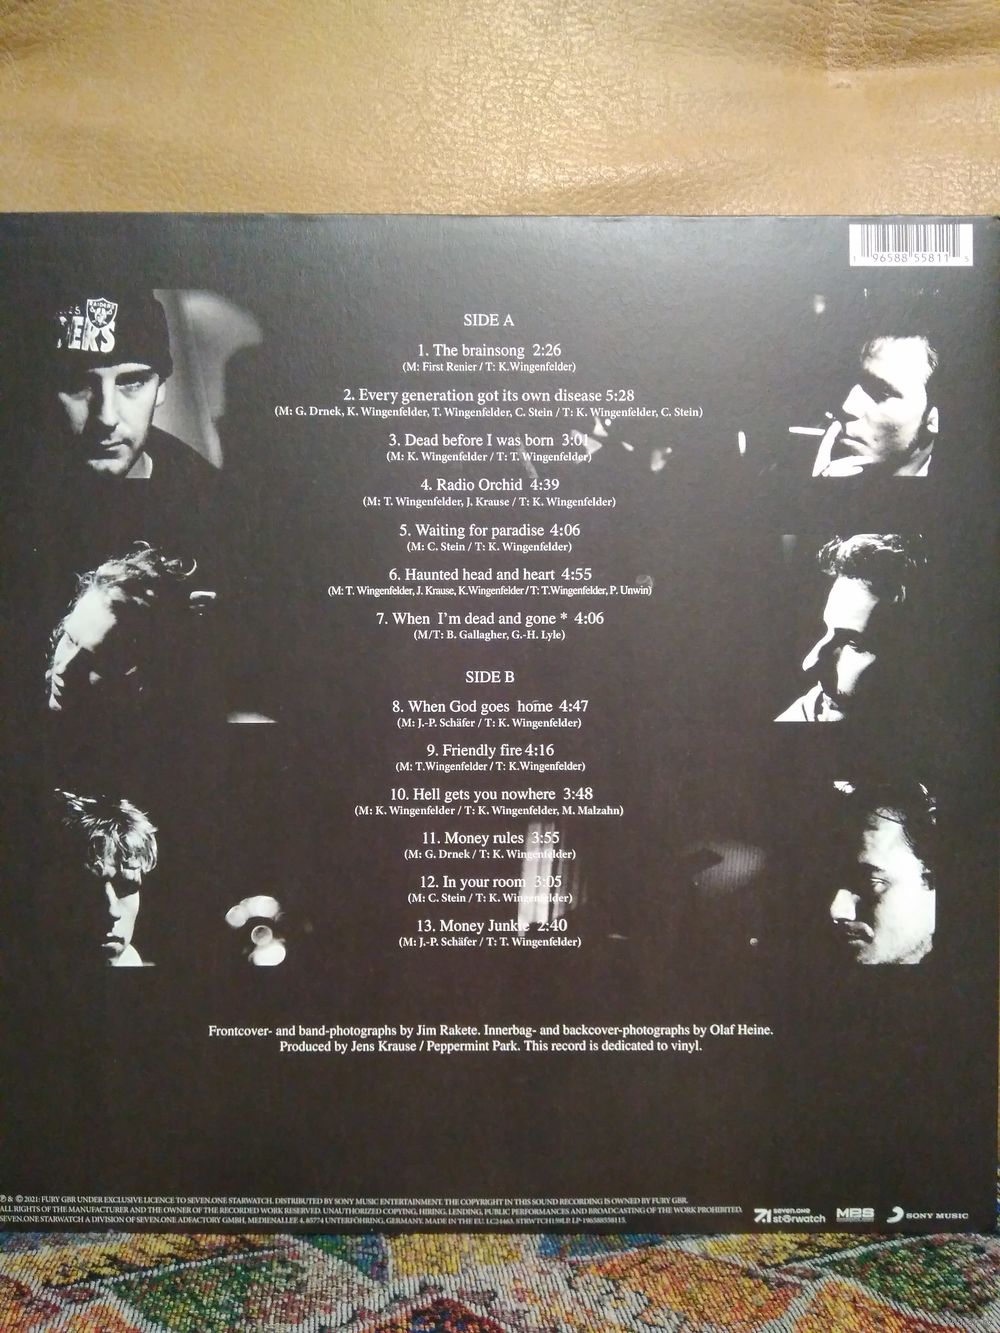 1 96588 55811 5
RAIDERS
SIDE A
1. The brainsong 2:26
(M: First Renier / T: K.Wingenfelder)
2. Every generation got its own disease 5:28
(M: G. Drnek, K. Wingenfelder, T. Wingenfelder, C. Stein / T: K. Wingenfelder, C. Stein)
3. Dead before I was born 3:01
(M: K. Wingenfelder / T: T. Wingenfelder)
4. Radio Orchid 4:39
(M: T. Wingenfelder, J. Krause / T: K. Wingenfelder)
5. Waiting for paradise 4:06
(M: C. Stein / T: K. Wingenfelder)
6. Haunted head and heart 4:55
(M: T. Wingenfelder, J. Krause, K.Wingenfelder / T: T.Wingenfelder, P. Unwin)
7. When I'm dead and gone * 4:06
(M/T: B. Gallagher, G.-H. Lyle)
SIDE B
8. When God goes home 4:47
(M: J.-P. Schäfer / T: K. Wingenfelder)
9. Friendly fire 4:16
(M: T.Wingenfelder / T: K.Wingenfelder)
10. Hell gets you nowhere 3:48
(M: K. Wingenfelder / T: K. Wingenfelder, M. Malzahn)
11. Money rules 3:55
(M: G. Drnek / T: K. Wingenfelder)
12. In your room 3:05
(M: C. Stein / T: K. Wingenfelder)
13. Money Junkie 2:40
(M: J.-P. Schäfer / T: T. Wingenfelder)
Frontcover- and band-photographs by Jim Rakete. Innerbag- and backcover-photographs by Olaf Heine.
Produced by Jens Krause / Peppermint Park. This record is dedicated to vinyl.
℗ & © 2021: FURY GBR UNDER EXCLUSIVE LICENCE TO SEVEN.ONE STARWATCH. DISTRIBUTED BY SONY MUSIC ENTERTAINMENT. THE COPYRIGHT IN THIS SOUND RECORDING IS OWNED BY FURY GBR.
ALL RIGHTS OF THE MANUFACTURER AND THE OWNER OF THE RECORDED WORK RESERVED. UNAUTHORIZED COPYING, HIRING, LENDING, PUBLIC PERFORMANCES AND BROADCASTING OF THE WORK PROHIBITED.
SEVEN.ONE STARWATCH A DIVISION OF SEVEN.ONE ADFACTORY GMBH, MEDIENALLEE 4, 85774 UNTERFÖHRING, GERMANY. MADE IN THE EU. LC24463. LP 196588558115.
7.1 seven.one starwatch
MBS
SONY MUSIC